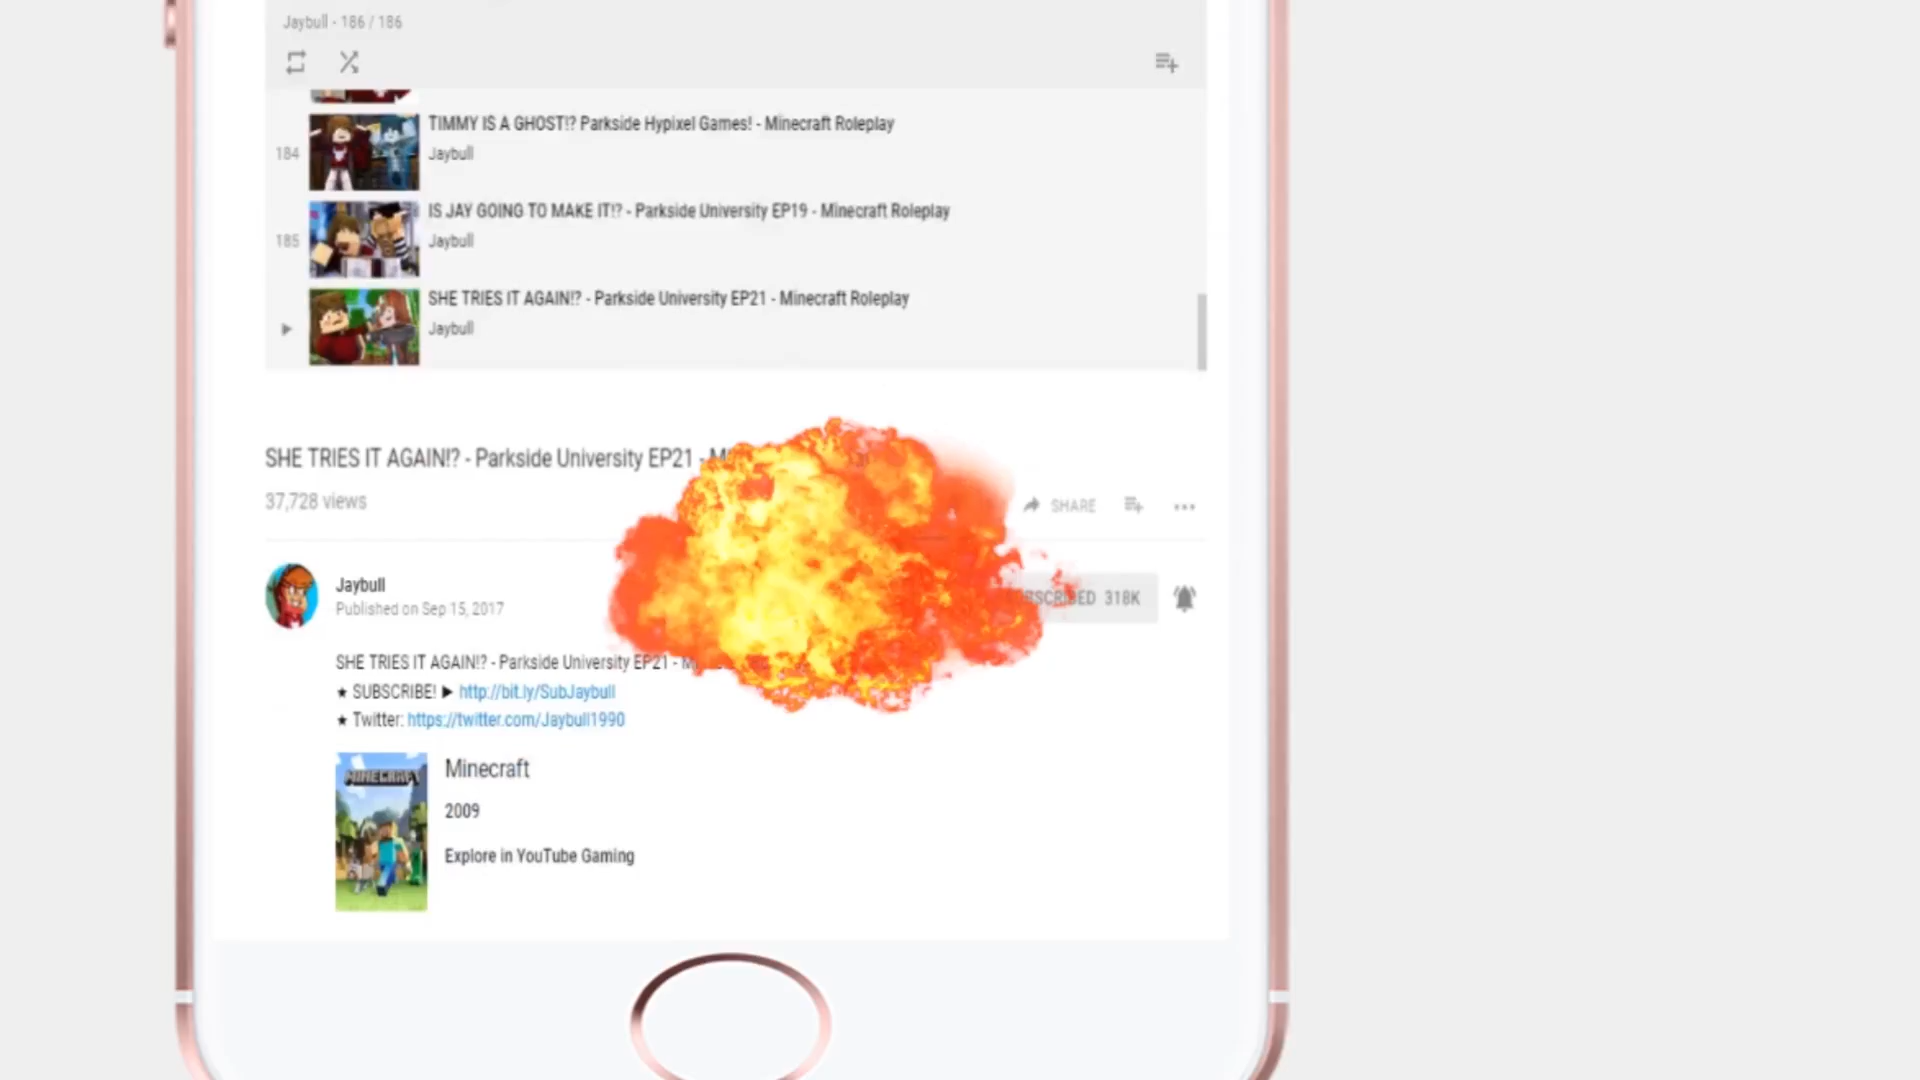 Jaybull - 186 / 186
TIMMY IS A GHOST!? Parkside Hypixel Games! - Minecraft Roleplay
184
Jaybull
IS JAY GOING TO MAKE IT!? - Parkside University EP19 - Minecraft Roleplay
185
Jaybull
SHE TRIES IT AGAIN!? - Parkside University EP21 - Minecraft Roleplay
Jaybull
SHE TRIES IT AGAIN!? - Parkside University EP21 -
37,728 views
SHARE
Jaybull
Published on Sep 15, 2017
318K
SHE TRIES IT AGAIN!? - Parkside University EP21 -
★ SUBSCRIBE! ▶ http://bit.ly/SubJaybull
★ Twitter: https://twitter.com/Jaybull1990
MINECRAFT
Minecraft
2009
Explore in YouTube Gaming